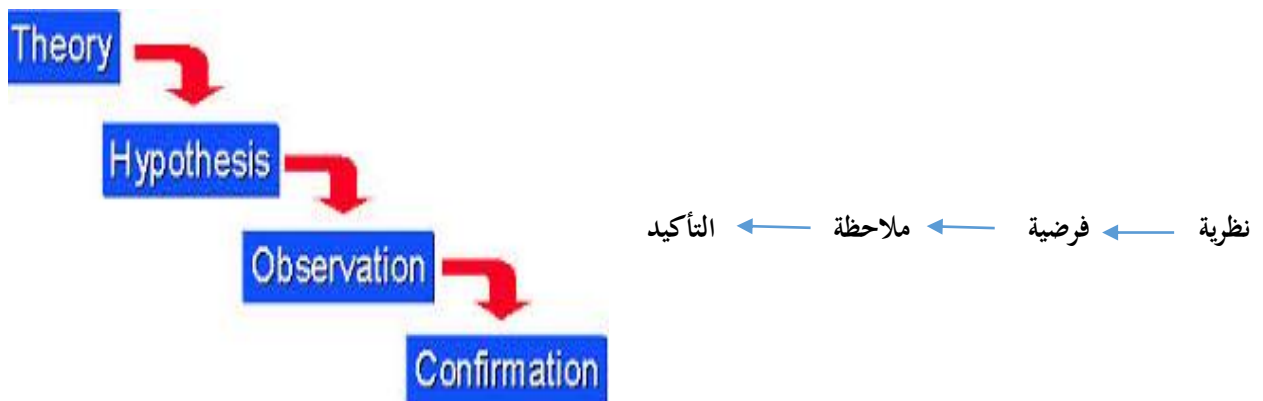 Theory
Hypothesis
Observation
Confirmation
نظرية فرضية ملاحظة التأكيد